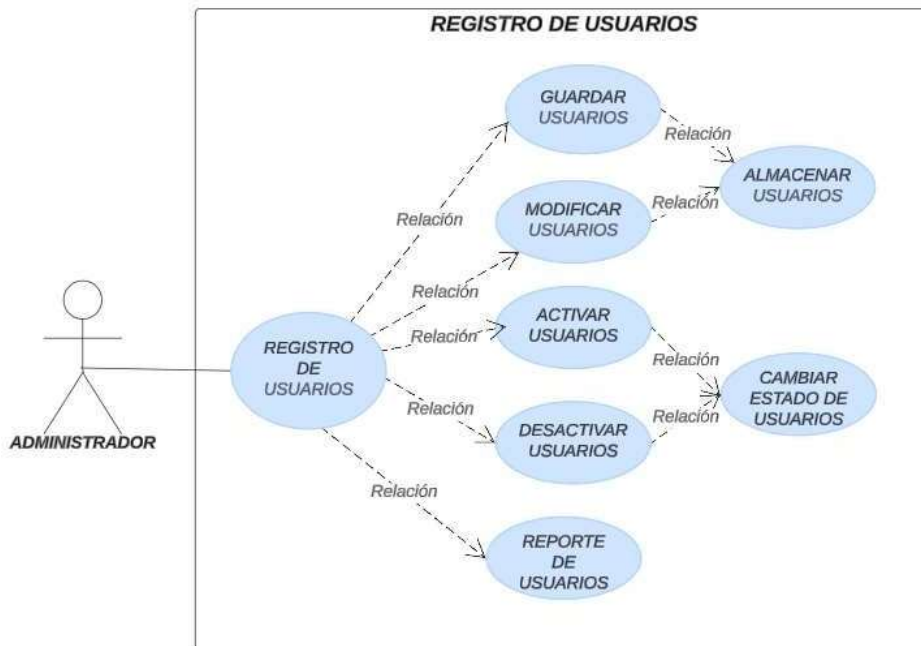 REGISTRO DE USUARIOS
GUARDAR
USUARIOS
Relación
ALMACENAR
USUARIOS
MODIFICAR
USUARIOS
Relación
Relación
Relación
ACTIVAR
USUARIOS
Relación
REGISTRO
DE
USUARIOS
Relación
CAMBIAR
ESTADO DE
USUARIOS
Relación
Relación
DESACTIVAR
USUARIOS
ADMINISTRADOR
Relación
REPORTE
DE
USUARIOS